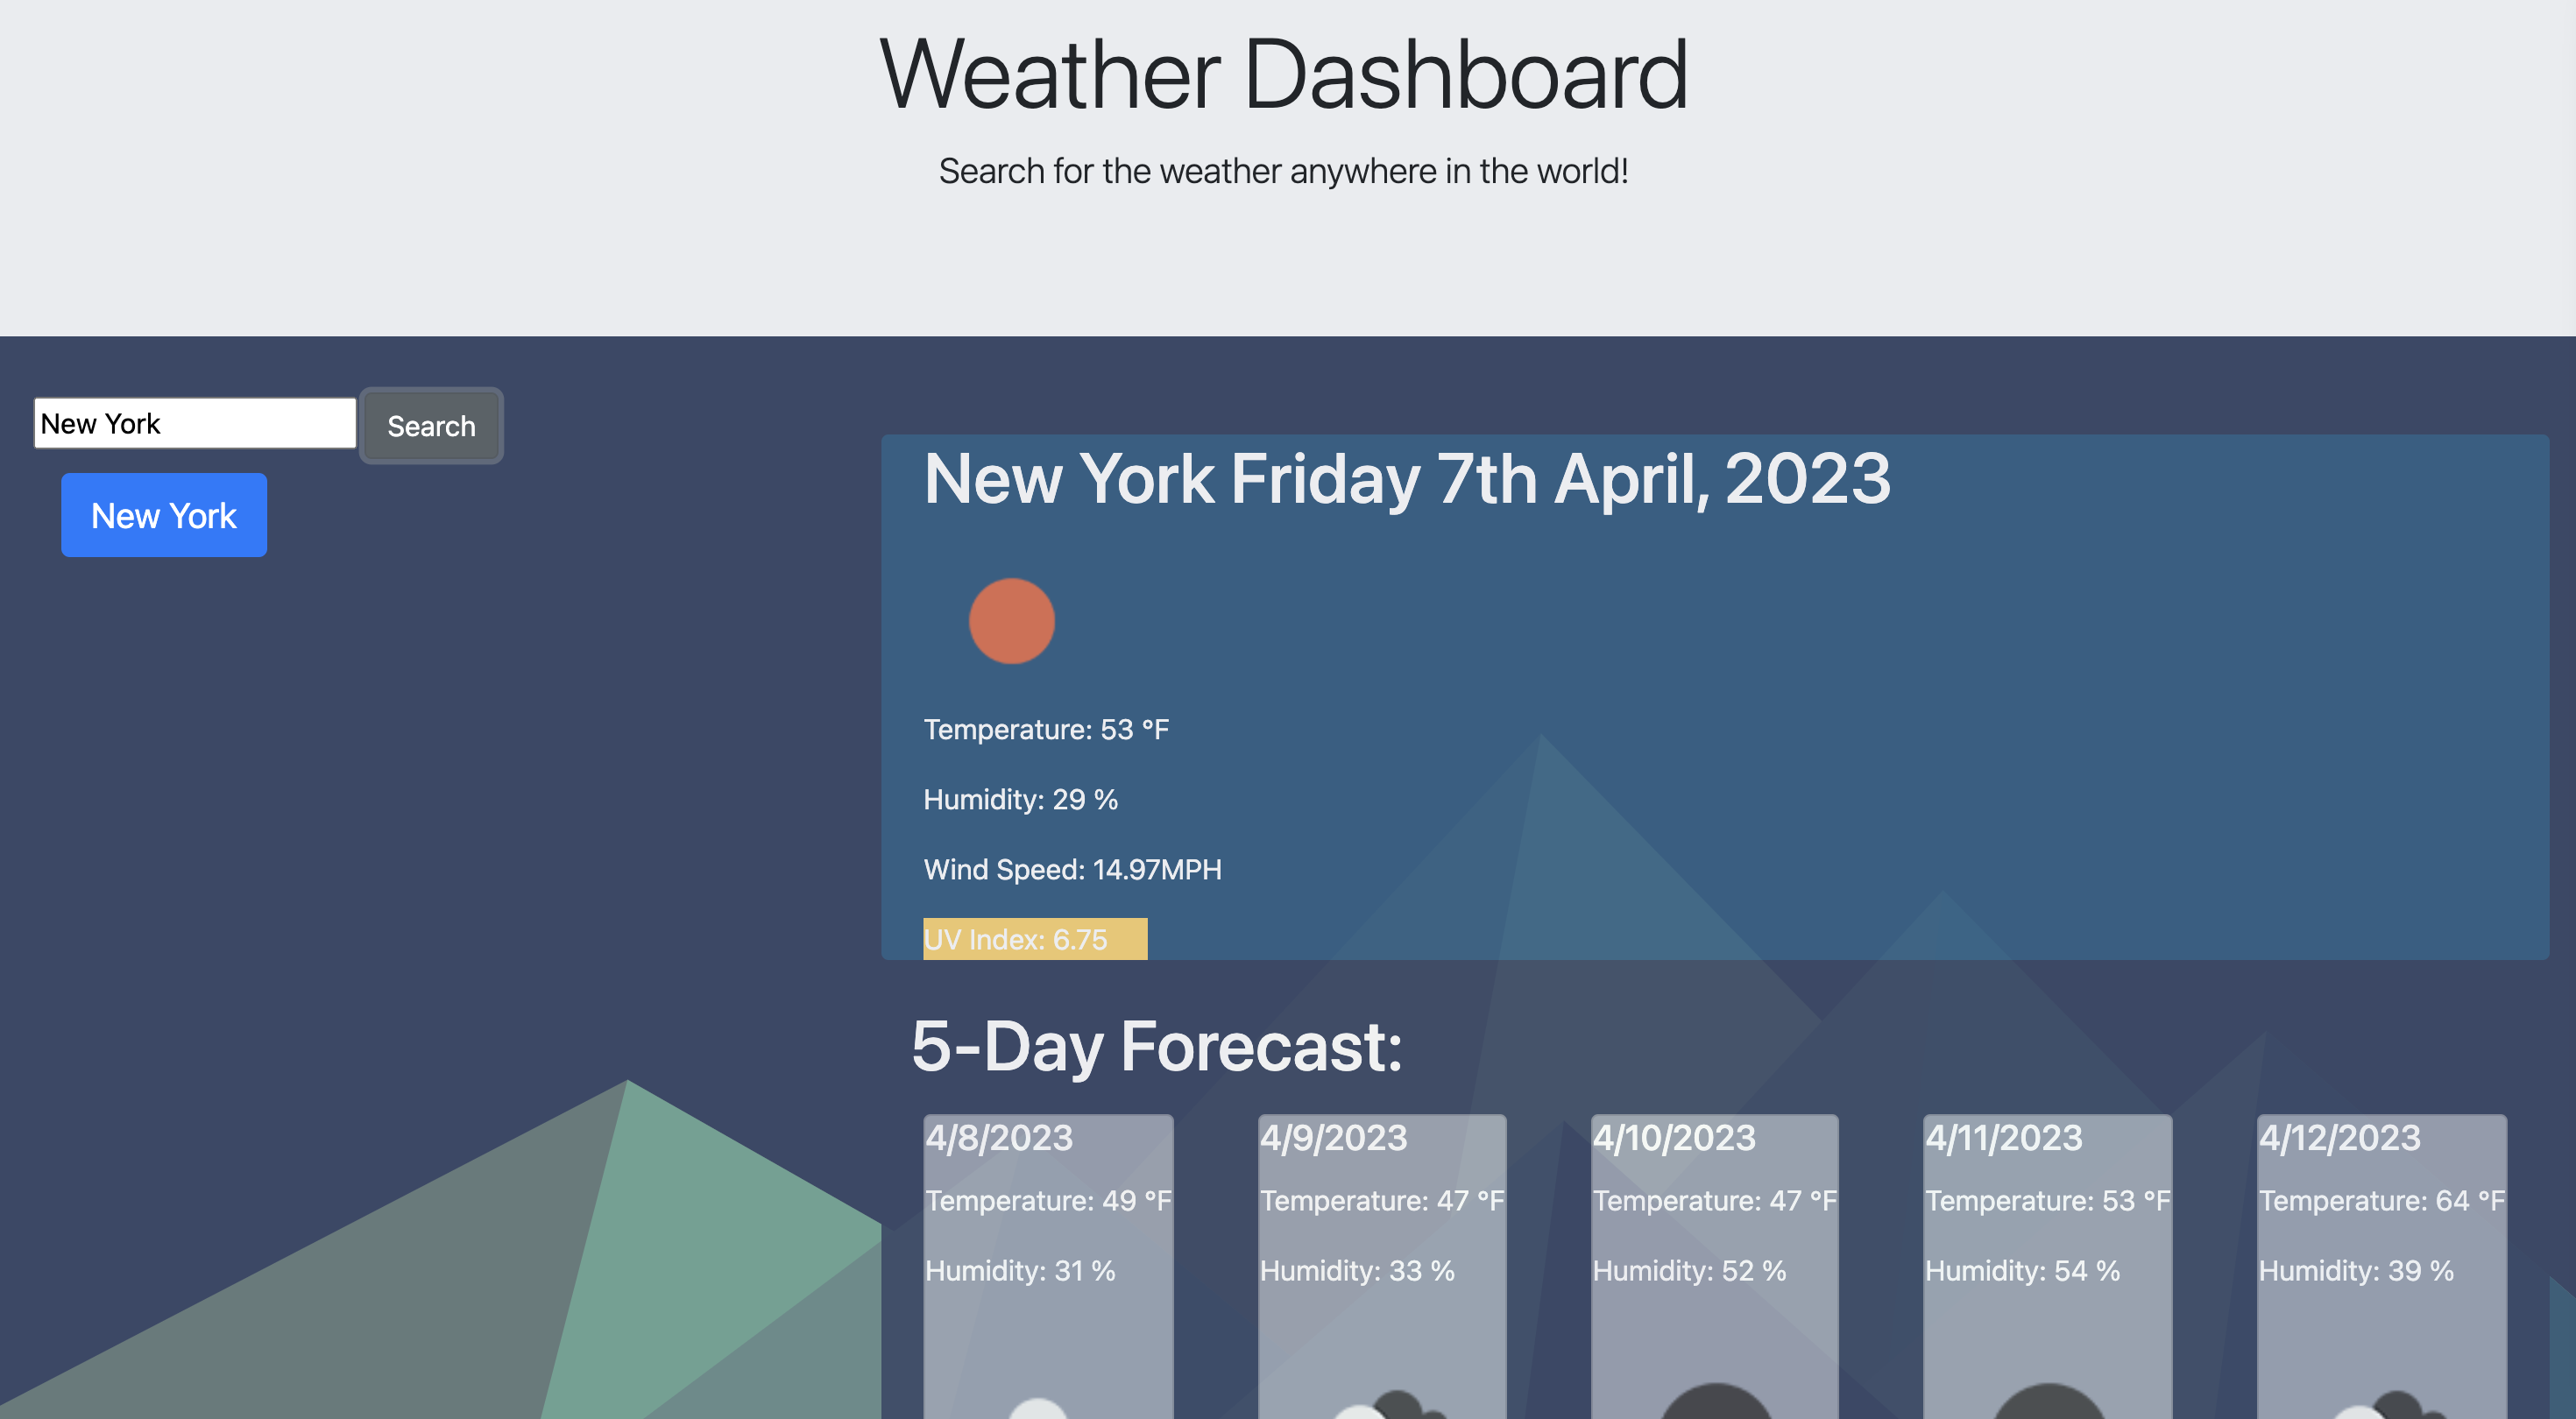 Weather Dashboard
Search for the weather anywhere in the world!
New York
Search
New York
New York Friday 7th April, 2023
Temperature: 53 °F
Humidity: 29 %
Wind Speed: 14.97MPH
UV Index: 6.75
5-Day Forecast:
4/8/2023
Temperature: 49 °F
Humidity: 31 %
4/9/2023
Temperature: 47 °F
Humidity: 33 %
4/10/2023
Temperature: 47 °F
Humidity: 52 %
4/11/2023
Temperature: 53 °F
Humidity: 54 %
4/12/2023
Temperature: 64 °F
Humidity: 39 %